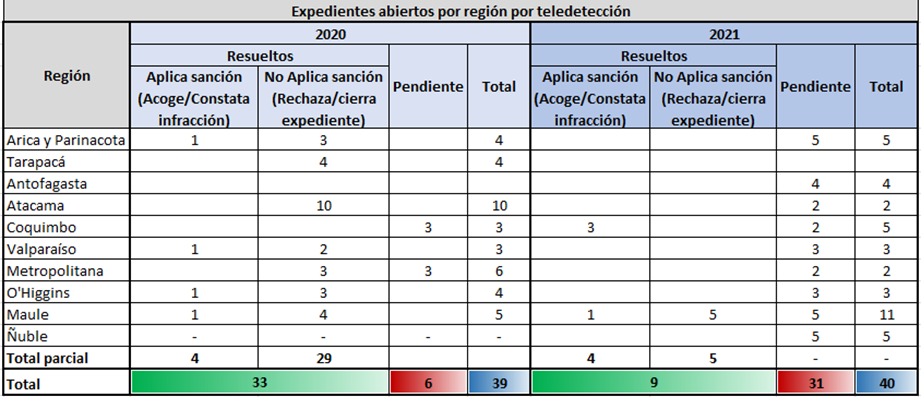 Expedientes abiertos por región por teledetección
Región 2020 2021
Resueltos Pendiente Total Resueltos Pendiente Total
Aplica sanción (Acoge/Constata infracción) No Aplica sanción (Rechaza/cierra expediente) Aplica sanción (Acoge/Constata infracción) No Aplica sanción (Rechaza/cierra expediente)
Arica y Parinacota 1 3 4 5 5
Tarapacá 4 4
Antofagasta 4 4
Atacama 10 10 2 2
Coquimbo 3 3 3 2 5
Valparaíso 1 2 3 3 3
Metropolitana 3 3 6 2 2
O'Higgins 1 3 4 3 3
Maule 1 4 5 1 5 5 11
Ñuble - - - - 5 5
Total parcial 4 29 4 5 - -
Total 33 6 39 9 31 40